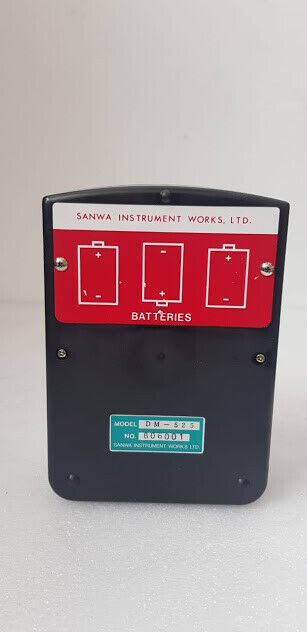 SANWA INSTRUMENT WORKS, LTD.
+ - +
- + -
BATTERIES
MODEL DM-525
NO. 806001
SANWA INSTRUMENT WORKS LTD.